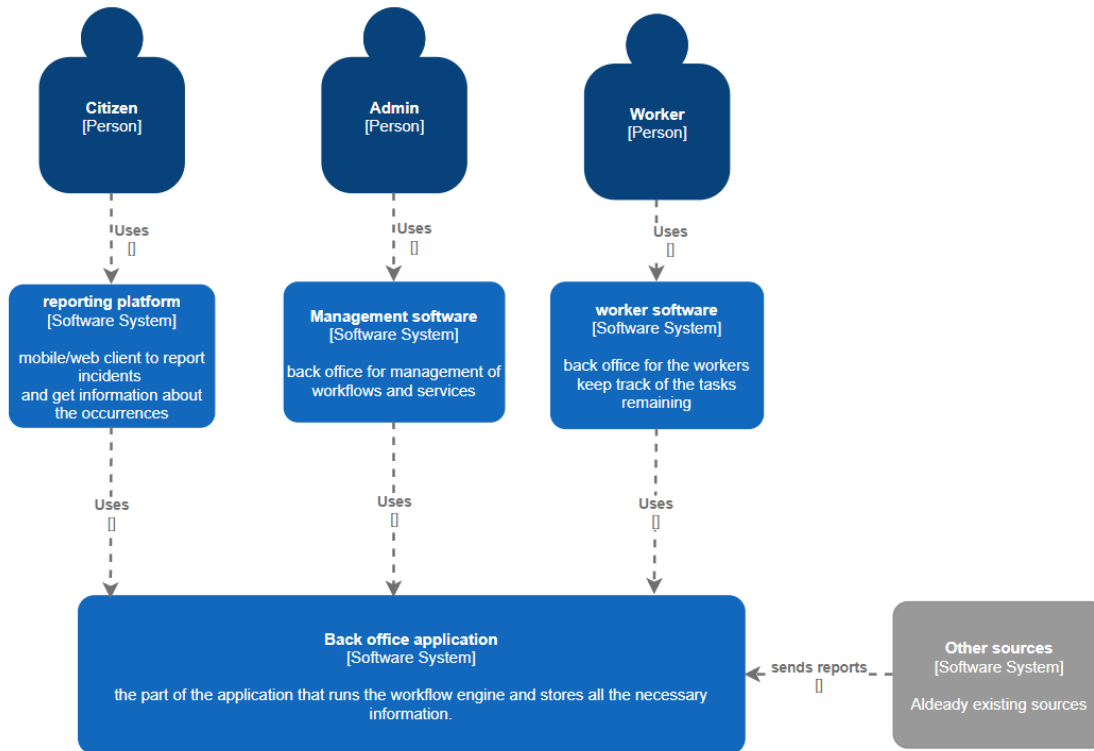 Citizen
[Person]
Admin
[Person]
Worker
[Person]
Uses
[]
Uses
[]
Uses
[]
reporting platform
[Software System]
mobile/web client to report
incidents
and get information about
the occurrences
Management software
[Software System]
back office for management of
workflows and services
worker software
[Software System]
back office for the workers
keep track of the tasks
remaining
Uses
[]
Uses
[]
Uses
[]
Back office application
[Software System]
the part of the application that runs the workflow engine and stores all the necessary
information.
sends reports
[]
Other sources
[Software System]
Aldeady existing sources